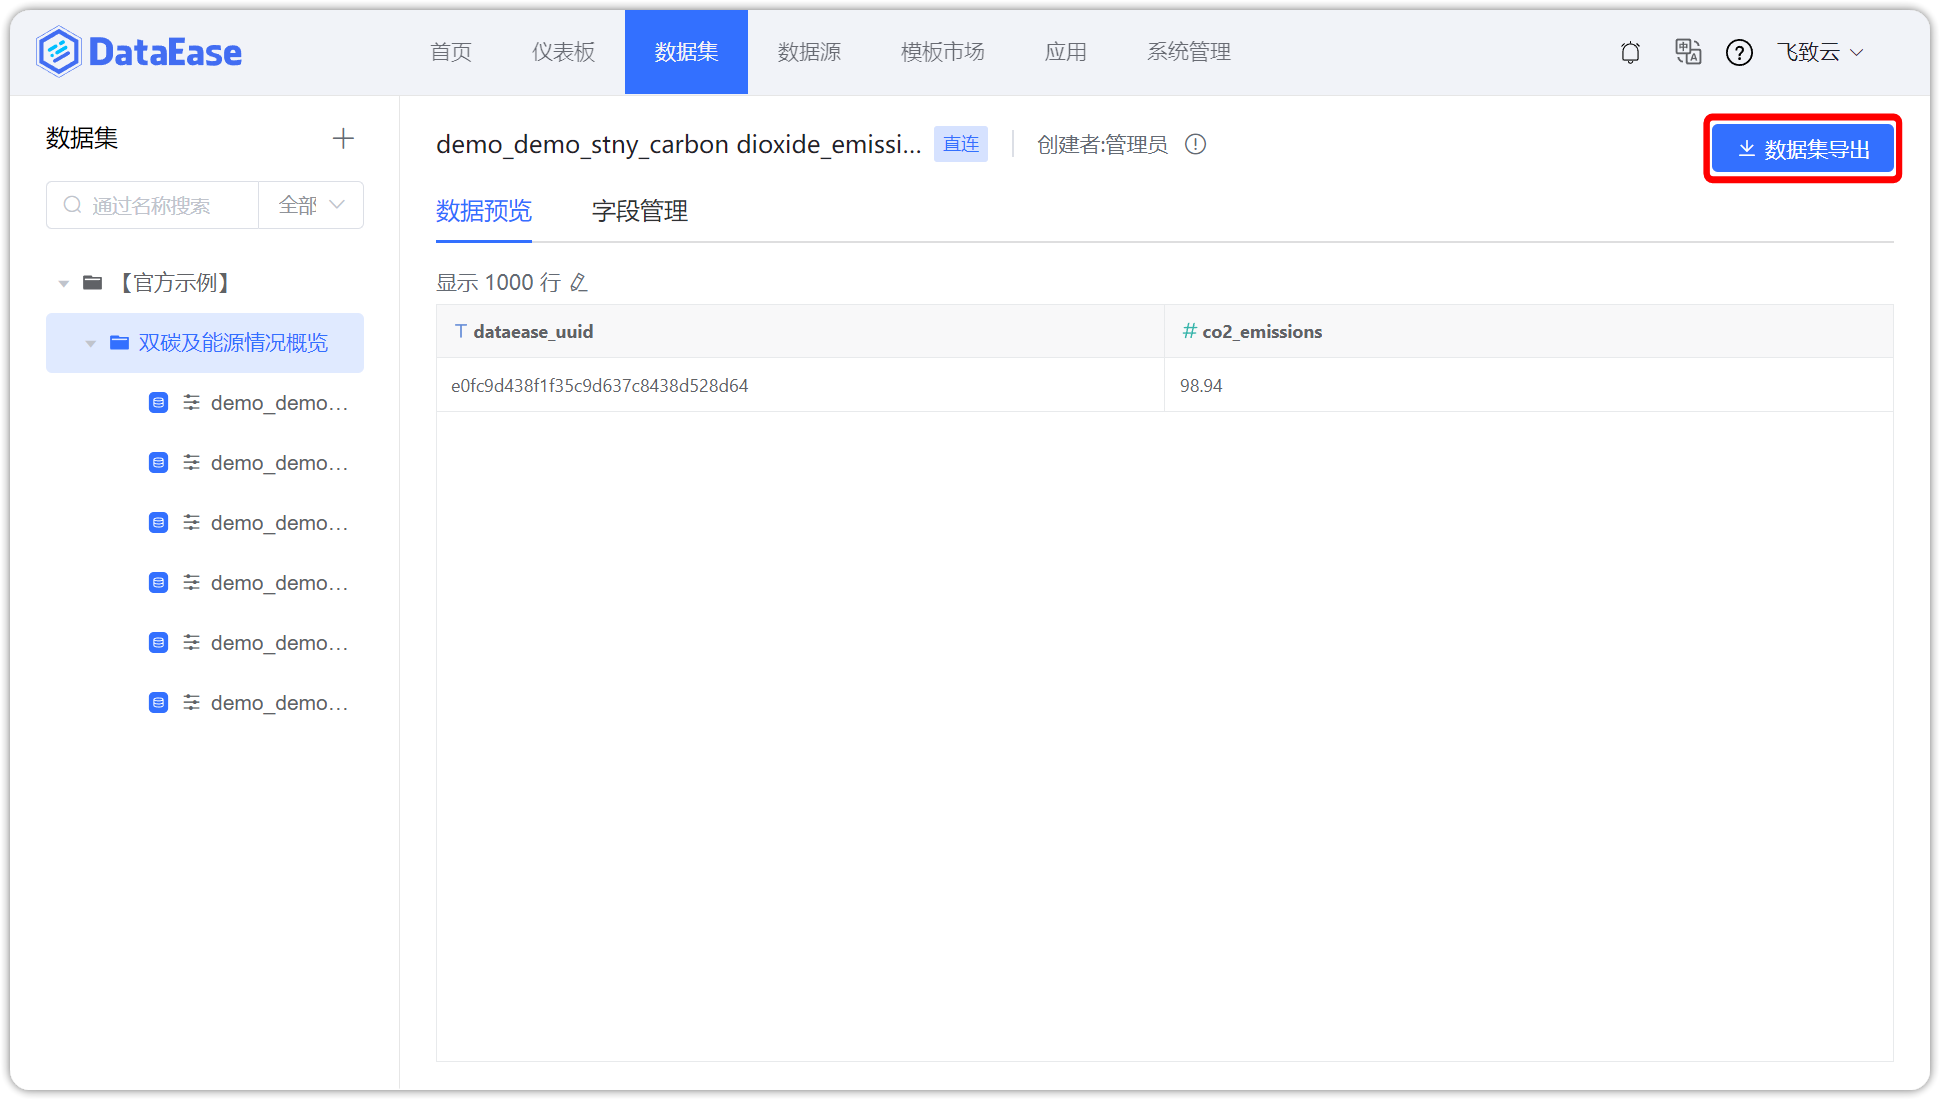 DataEase
首页 仪表板 数据集 数据源 模板市场 应用 系统管理 飞致云
数据集
通过名称搜索 全部
【官方示例】
双碳及能源情况概览
demo_demo...
demo_demo...
demo_demo...
demo_demo...
demo_demo...
demo_demo...
demo_demo_stny_carbon dioxide_emissi... 直连 创建者:管理员 数据集导出
数据预览 字段管理
显示 1000 行
T dataease_uuid # co2_emissions
e0fc9d438f1f35c9d637c8438d528d64 98.94